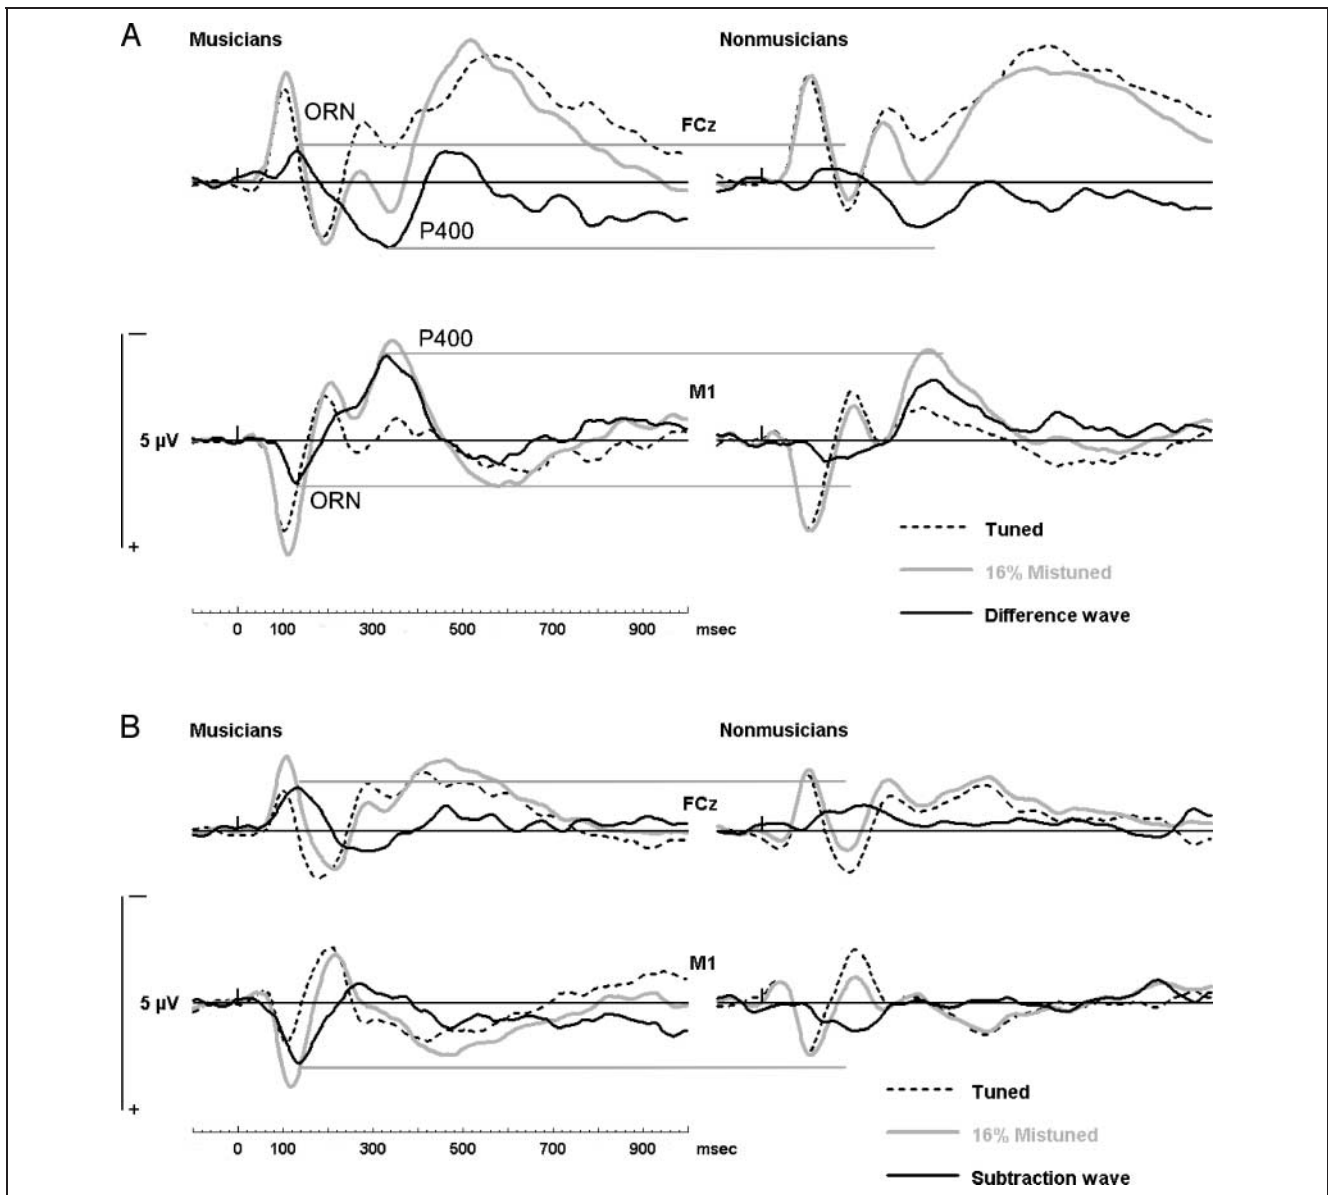 A
Musicians
Nonmusicians
ORN
FCz
P400
P400
M1
5 µV
ORN
+
Tuned
16% Mistuned
Difference wave
0 100 300 500 700 900 msec
B
Musicians
Nonmusicians
FCz
M1
5 µV
+
Tuned
16% Mistuned
Subtraction wave
0 100 300 500 700 900 msec